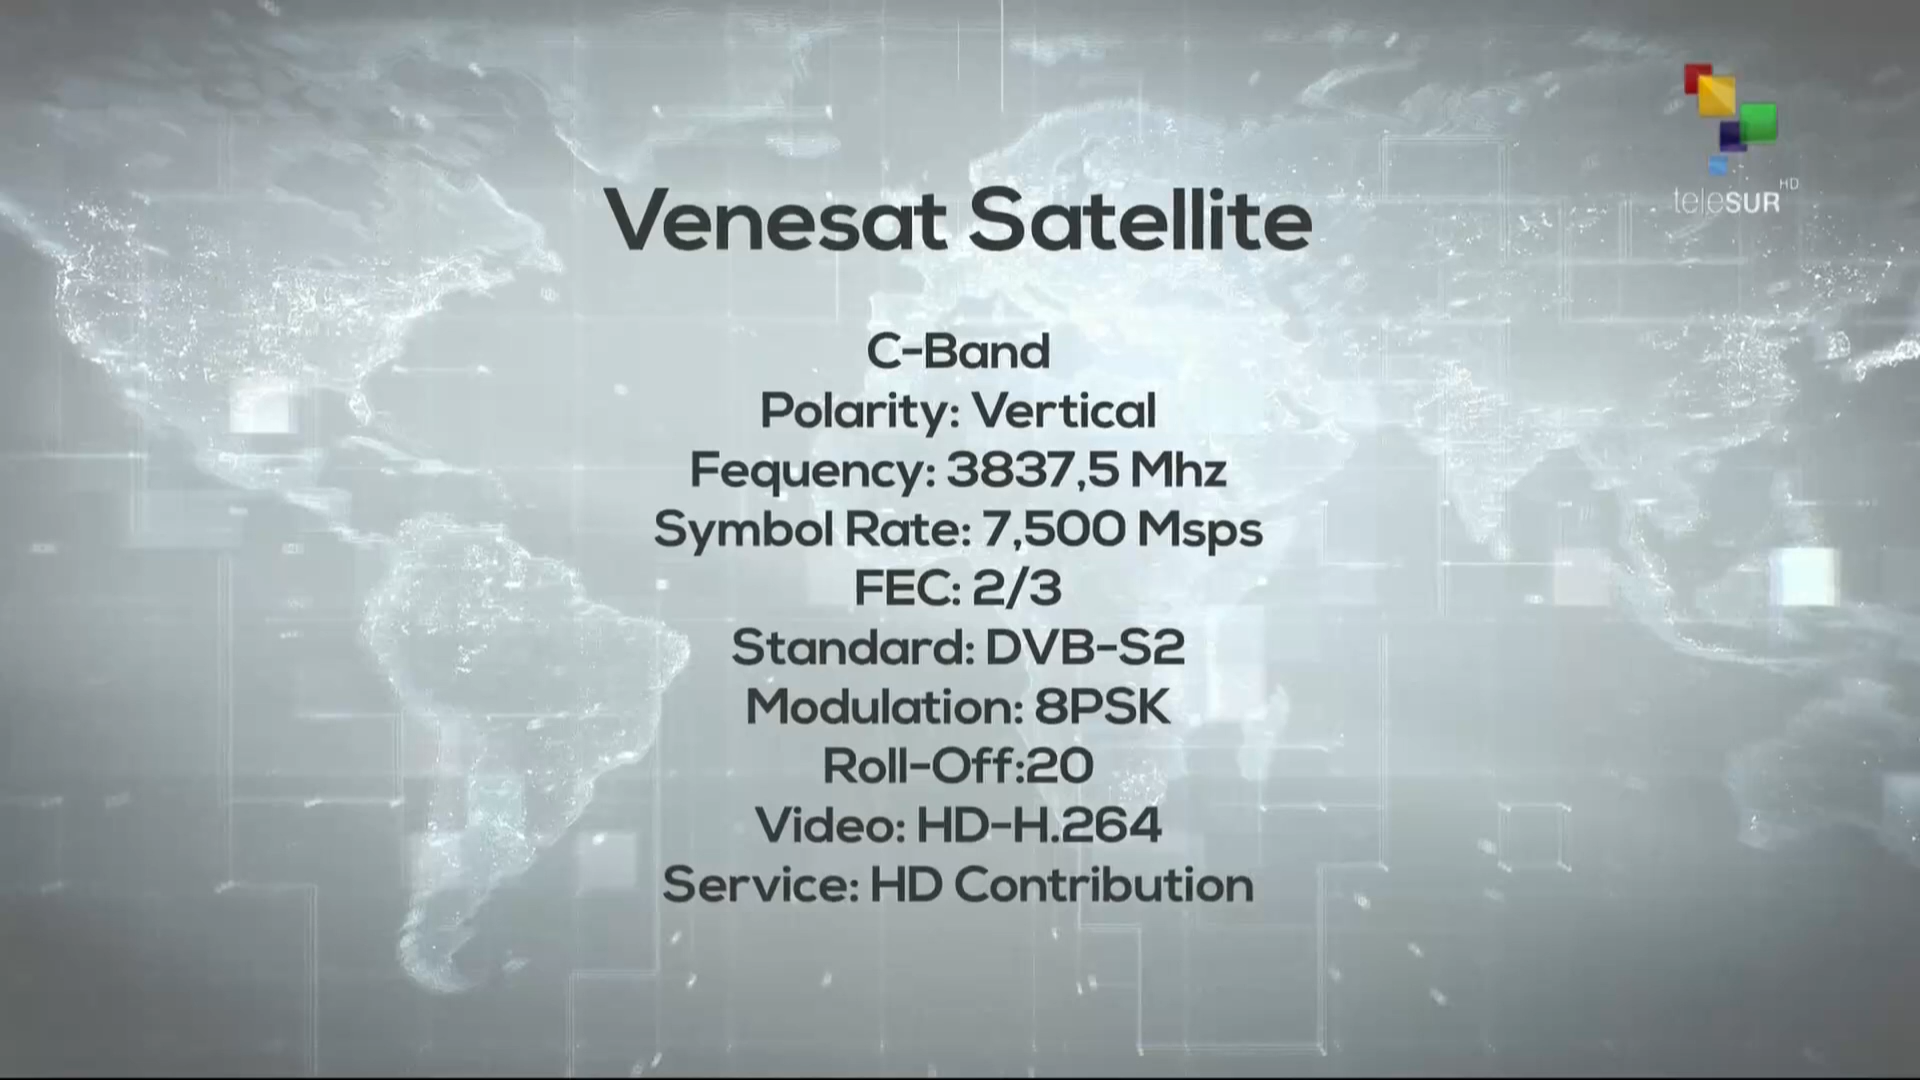 Venesat Satellite
C-Band
Polarity: Vertical
Fequency: 3837,5 Mhz
Symbol Rate: 7,500 Msps
FEC: 2/3
Standard: DVB-S2
Modulation: 8PSK
Roll-Off:20
Video: HD-H.264
Service: HD Contribution
teleSUR HD